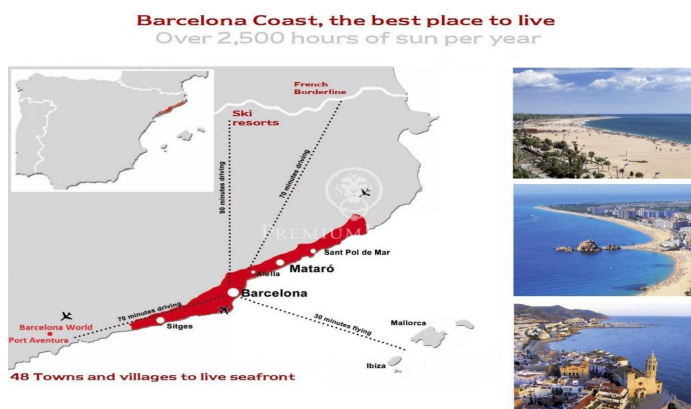 Barcelona Coast, the best place to live
Over 2,500 hours of sun per year
French
Borderline
Ski
resorts
90 minutes driving
70 minutes driving
PREMIUM
Sant Pol de Mar
Mataró
Alella
Barcelona
70 minutes driving
30 minutes flying
Barcelona World
Port Aventura
Sitges
Mallorca
Ibiza
48 Towns and villages to live seafront